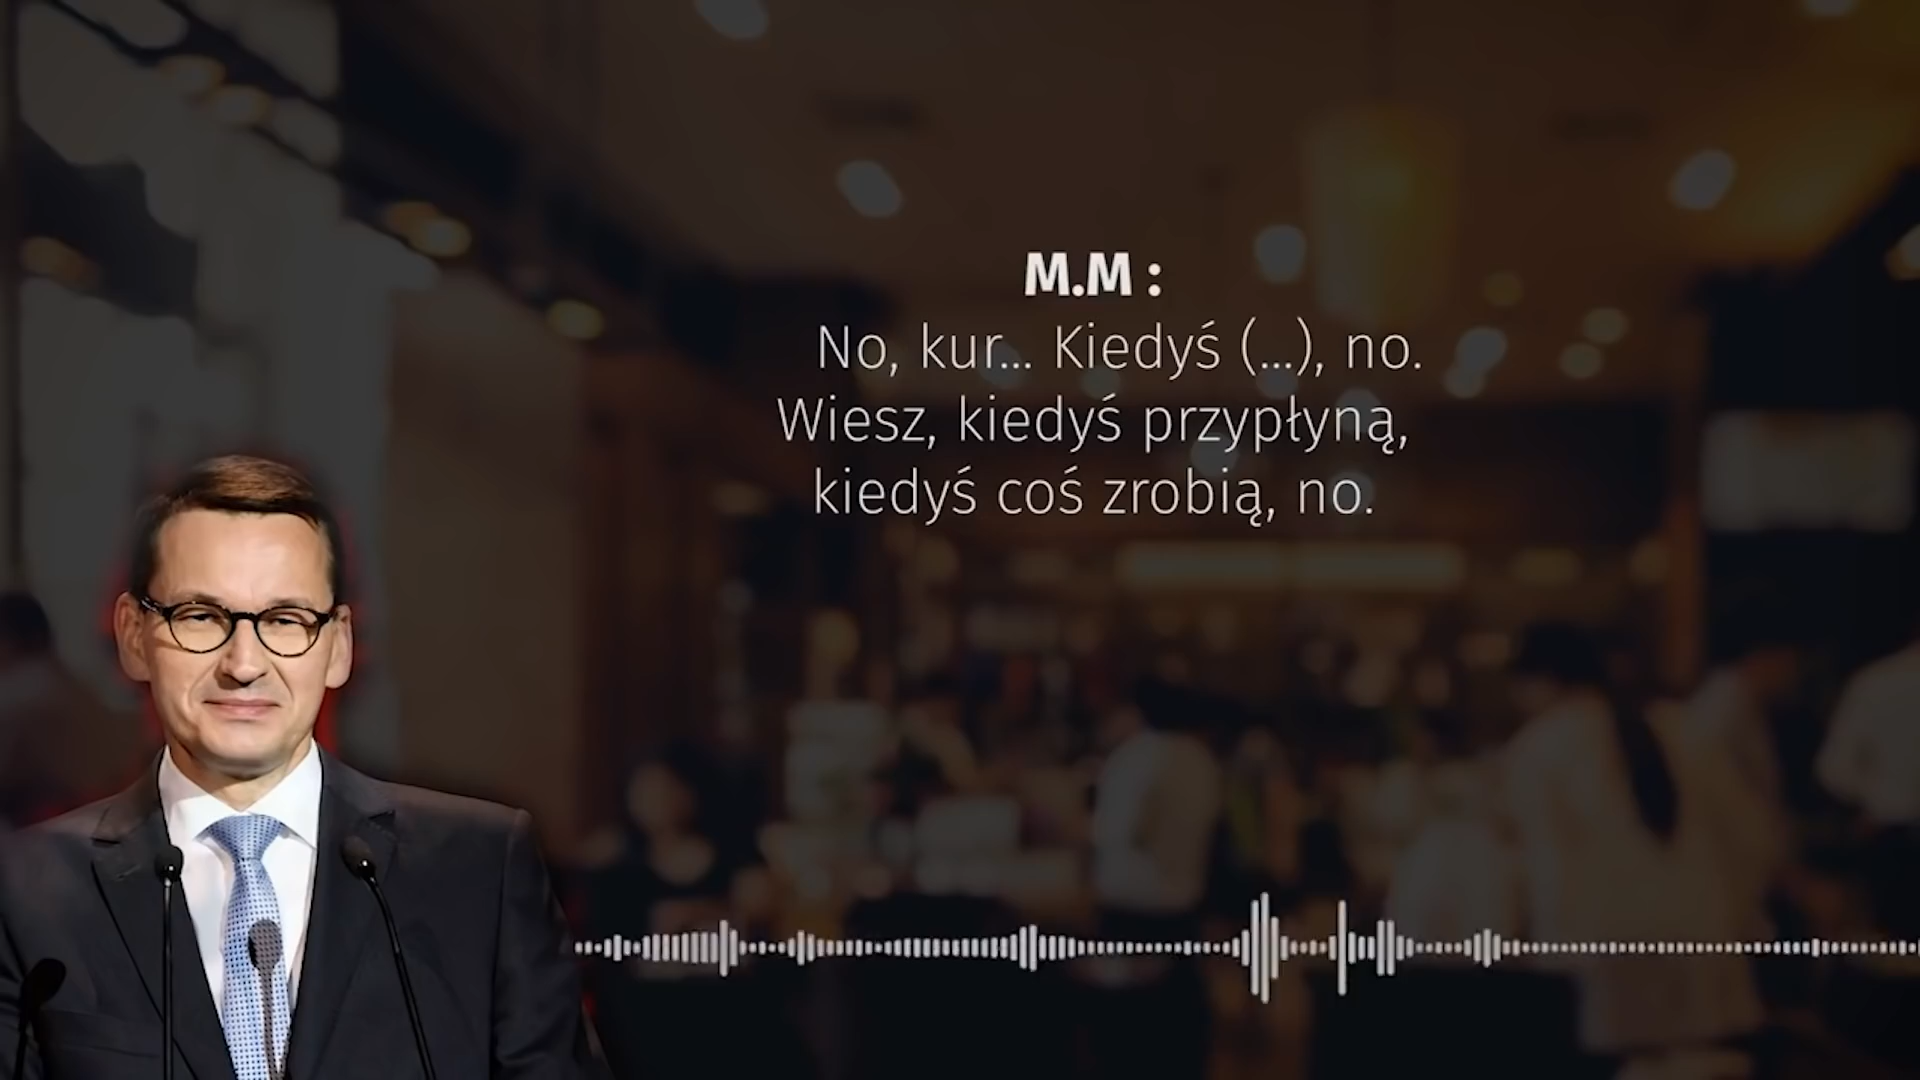 M.M :
No, kur... Kiedyś (...), no.
Wiesz, kiedyś przypłyną,
kiedyś coś zrobią, no.